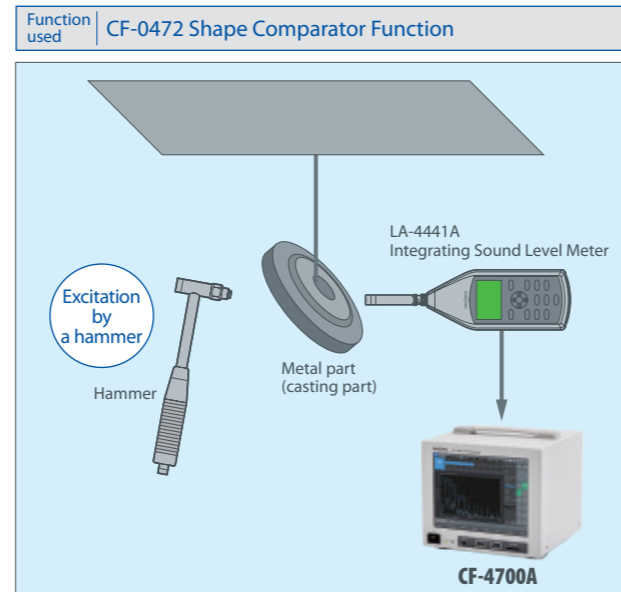 Function
used
CF-0472 Shape Comparator Function
LA-4441A
Integrating Sound Level Meter
Excitation
by
a hammer
Metal part
(casting part)
Hammer
CF-4700A